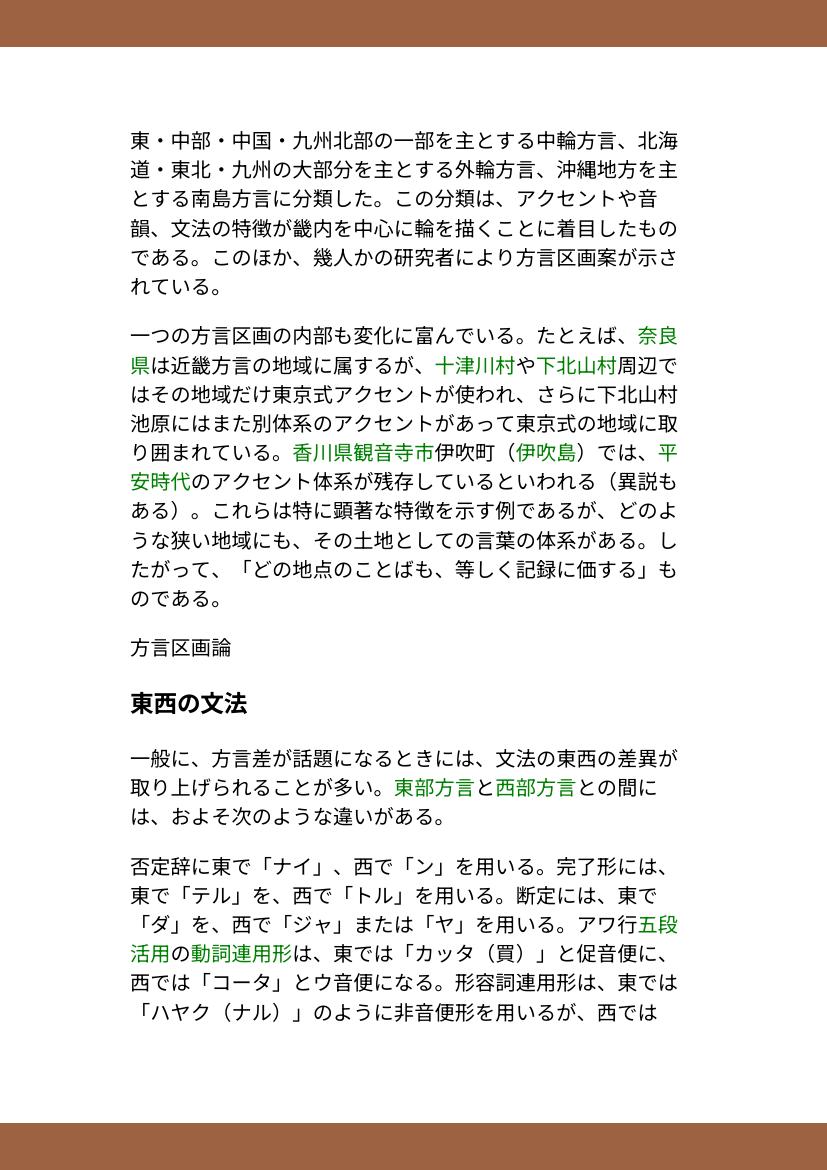 東・中部・中国・九州北部の一部を主とする中輪方言、北海
道・東北・九州の大部分を主とする外輪方言、沖縄地方を主
とする南島方言に分類した。この分類は、アクセントや音
韻、文法の特徴が畿内を中心に輪を描くことに着目したもの
である。このほか、幾人かの研究者により方言区画案が示さ
れている。
一つの方言区画の内部も変化に富んでいる。たとえば、奈良
県は近畿方言の地域に属するが、十津川村や下北山村周辺で
はその地域だけ東京式アクセントが使われ、さらに下北山村
池原にはまた別体系のアクセントがあって東京式の地域に取
り囲まれている。香川県観音寺市伊吹町（伊吹島）では、平
安時代のアクセント体系が残存しているといわれる（異説も
ある）。これらは特に顕著な特徴を示す例であるが、どのよ
うな狭い地域にも、その土地としての言葉の体系がある。し
たがって、「どの地点のことばも、等しく記録に価する」も
のである。
方言区画論
東西の文法
一般に、方言差が話題になるときには、文法の東西の差異が
取り上げられることが多い。東部方言と西部方言との間に
は、およそ次のような違いがある。
否定辞に東で「ナイ」、西で「ン」を用いる。完了形には、
東で「テル」を、西で「トル」を用いる。断定には、東で
「ダ」を、西で「ジャ」または「ヤ」を用いる。アワ行五段
活用の動詞連用形は、東では「カッタ（買）」と促音便に、
西では「コータ」とウ音便になる。形容詞連用形は、東では
「ハヤク（ナル）」のように非音便形を用いるが、西では